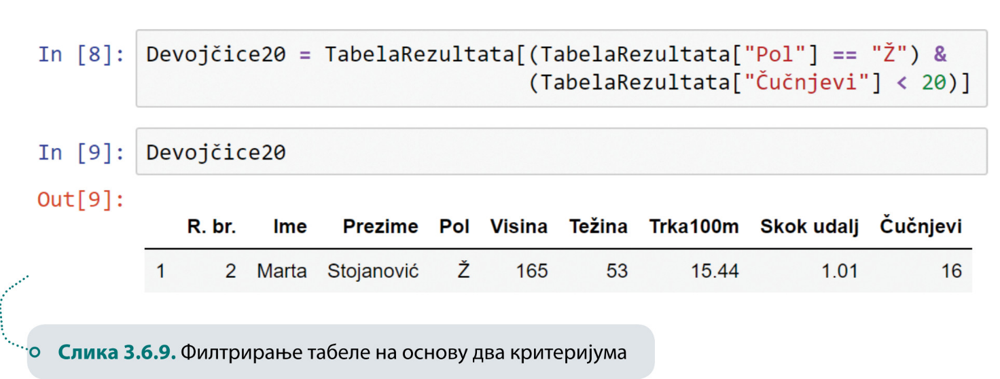 In [8]: Devojčice20 = TabelaRezultata[(TabelaRezultata["Pol"] == "Ž") &
(TabelaRezultata["Čučnjevi"] < 20)]
In [9]: Devojčice20
Out[9]:
R. br. Ime Prezime Pol Visina Težina Trka100m Skok udalj Čučnjevi
1 2 Marta Stojanović Ž 165 53 15.44 1.01 16
Слика 3.6.9. Филтрирање табеле на основу два критеријума